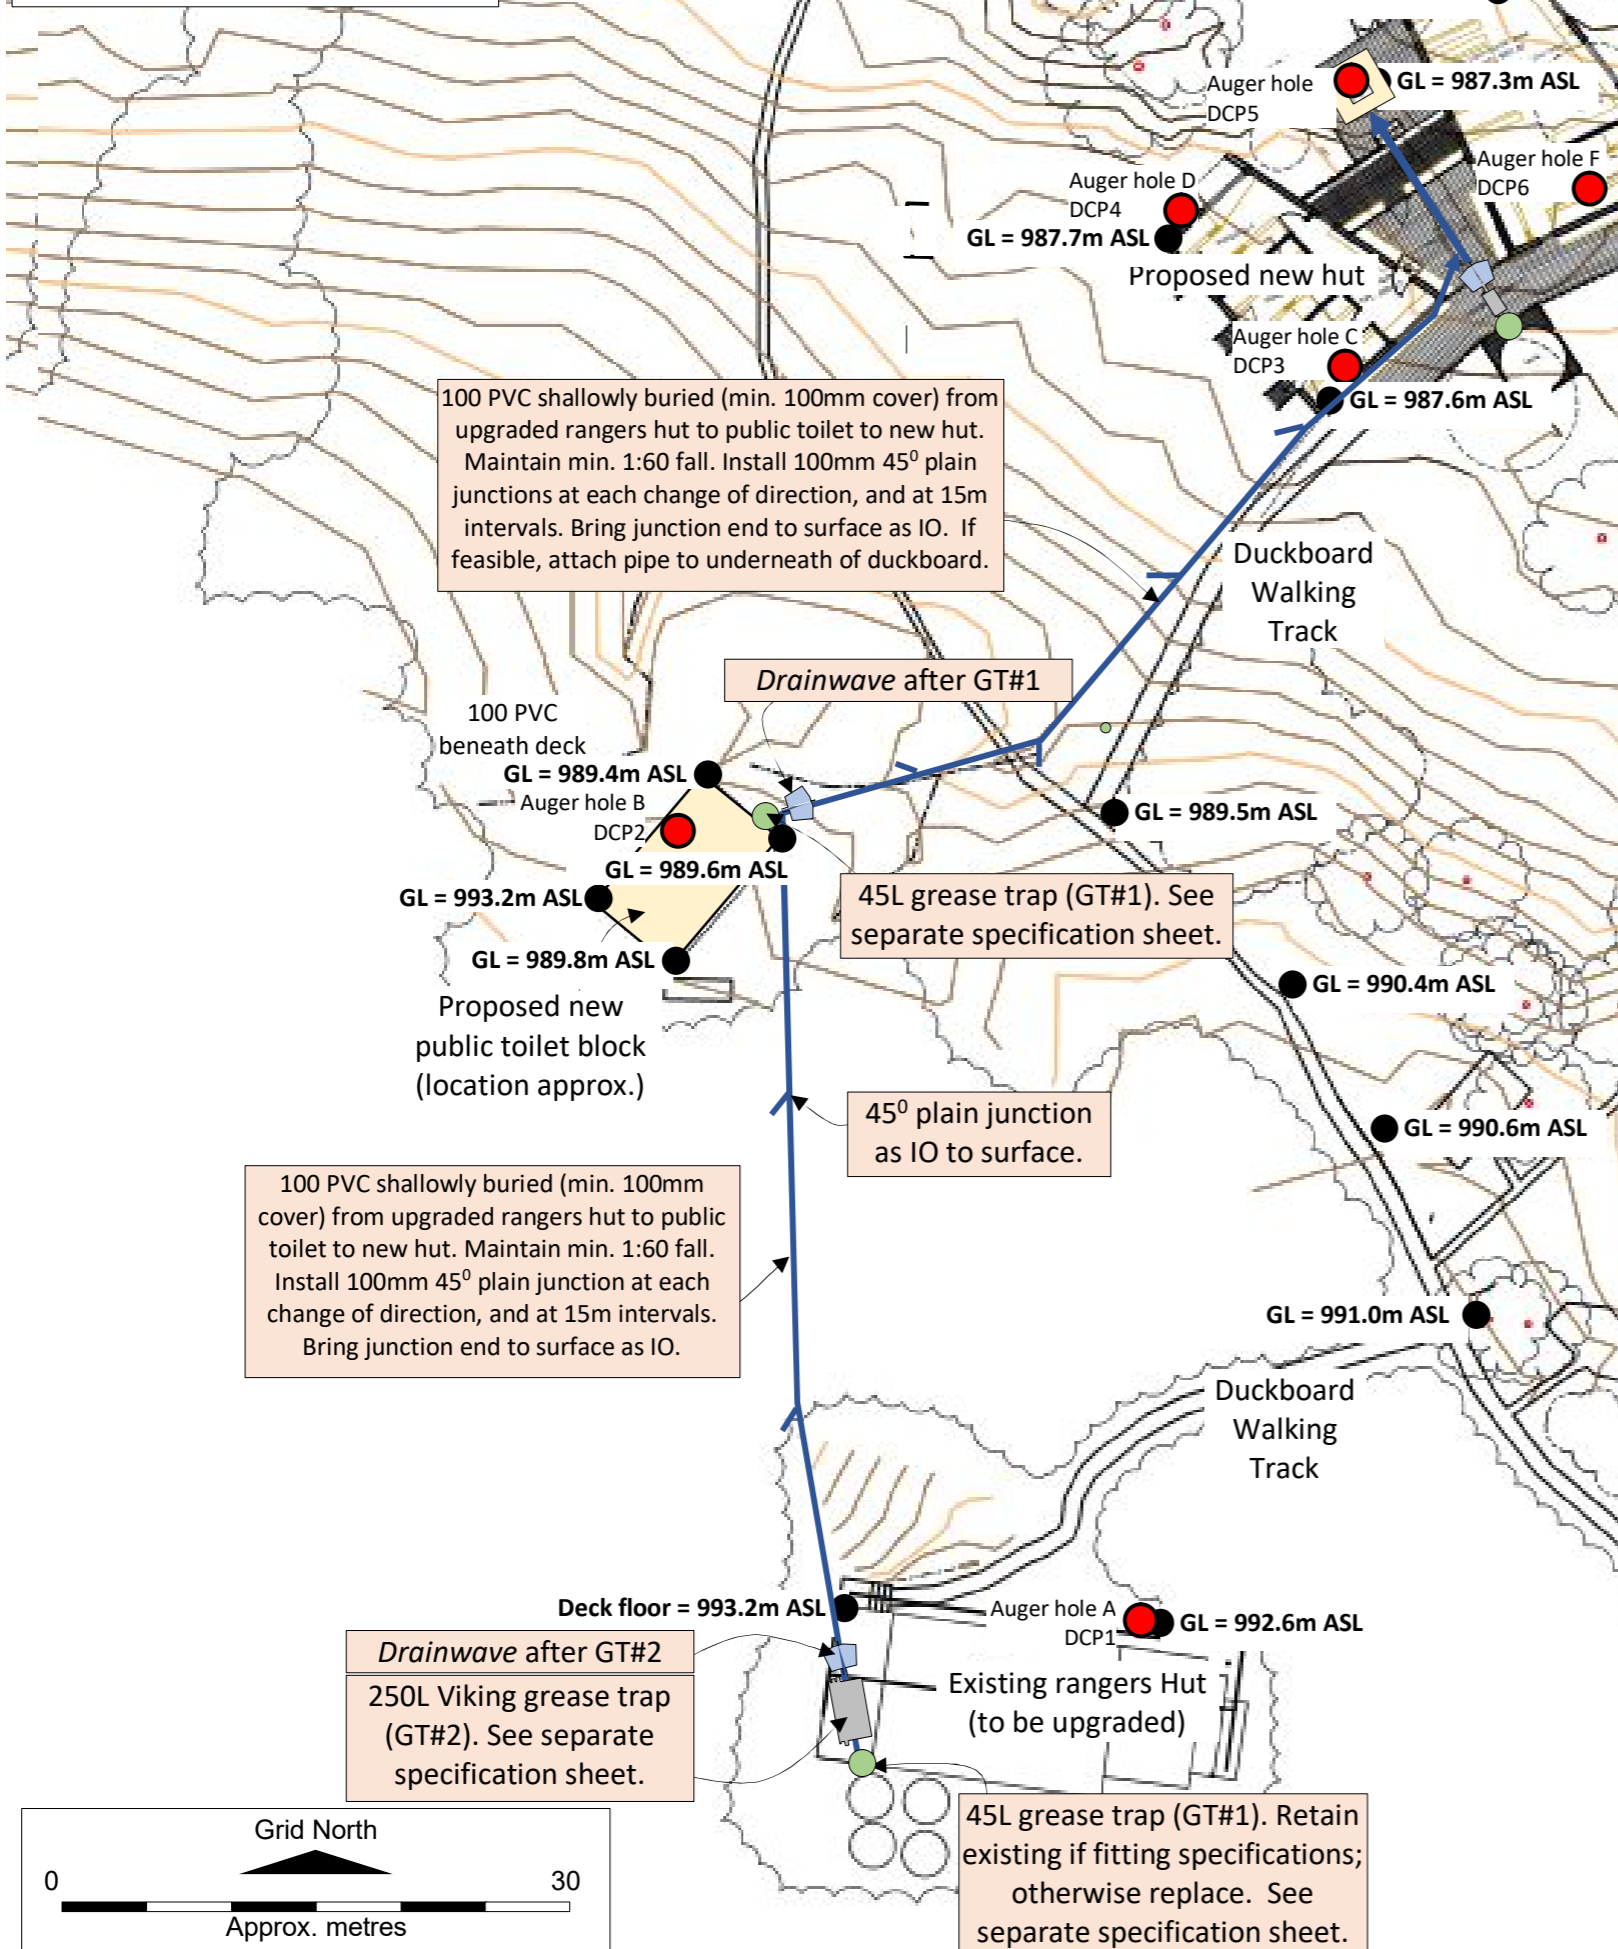 Auger hole
DCP5
GL = 987.3m ASL
Auger hole F
DCP6
Auger hole D
DCP4
GL = 987.7m ASL
Proposed new hut
Auger hole C
DCP3
GL = 987.6m ASL
100 PVC shallowly buried (min. 100mm cover) from
upgraded rangers hut to public toilet to new hut.
Maintain min. 1:60 fall. Install 100mm 45⁰ plain
junctions at each change of direction, and at 15m
intervals. Bring junction end to surface as IO.  If
feasible, attach pipe to underneath of duckboard.
Duckboard
Walking
Track
Drainwave after GT#1
100 PVC
beneath deck
GL = 989.4m ASL
Auger hole B
DCP2
GL = 989.5m ASL
GL = 989.6m ASL
GL = 993.2m ASL
45L grease trap (GT#1). See
separate specification sheet.
GL = 989.8m ASL
GL = 990.4m ASL
Proposed new
public toilet block
(location approx.)
45⁰ plain junction
as IO to surface.
GL = 990.6m ASL
100 PVC shallowly buried (min. 100mm
cover) from upgraded rangers hut to public
toilet to new hut. Maintain min. 1:60 fall.
Install 100mm 45⁰ plain junction at each
change of direction, and at 15m intervals.
Bring junction end to surface as IO.
GL = 991.0m ASL
Duckboard
Walking
Track
Deck floor = 993.2m ASL
Auger hole A
DCP1
GL = 992.6m ASL
Drainwave after GT#2
250L Viking grease trap
(GT#2). See separate
specification sheet.
Existing rangers Hut
(to be upgraded)
45L grease trap (GT#1). Retain
existing if fitting specifications;
otherwise replace.  See
separate specification sheet.
Grid North
0 30
Approx. metres